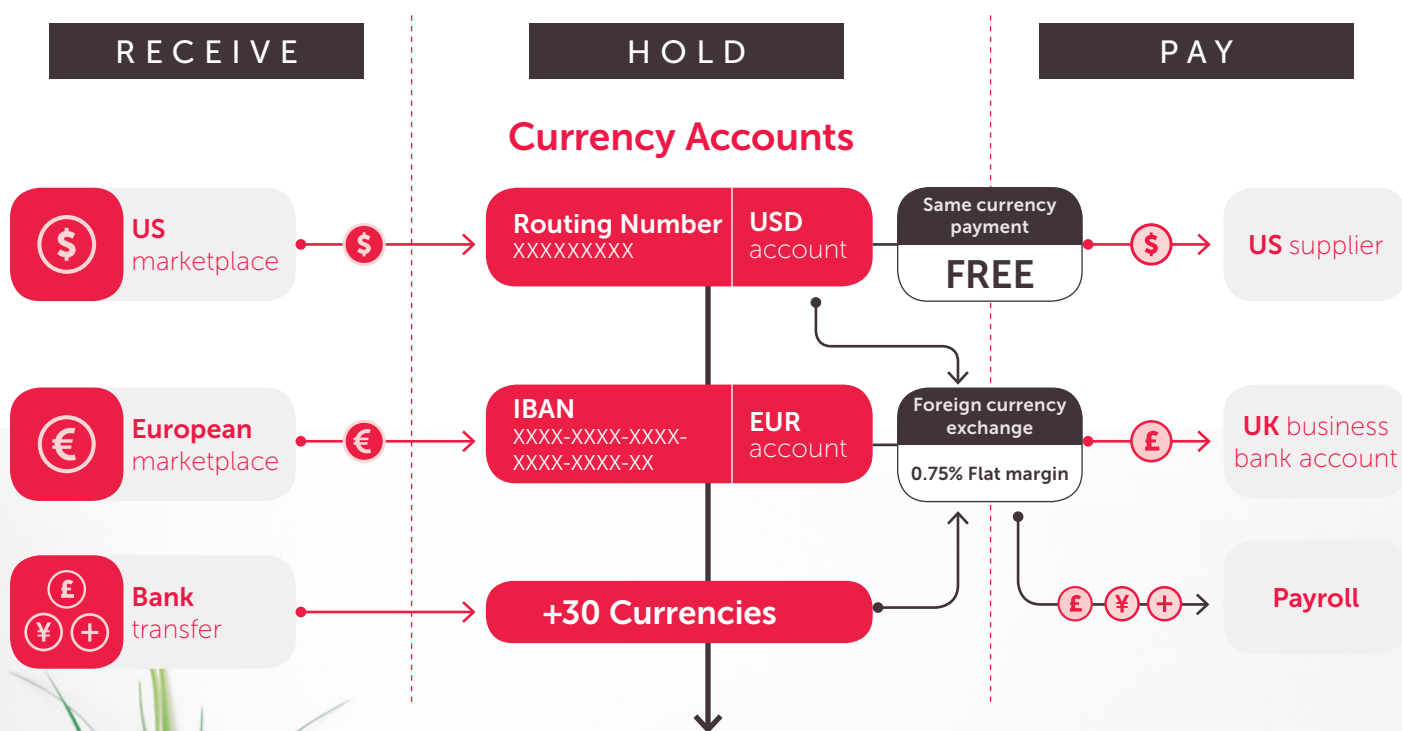 RECEIVE
HOLD
PAY
Currency Accounts
$
US
marketplace
$
Routing Number
XXXXXXXXX
USD
account
Same currency
payment
FREE
$
US supplier
€
European
marketplace
€
IBAN
XXXX-XXXX-XXXX-
XXXX-XXXX-XX
EUR
account
Foreign currency
exchange
0.75% Flat margin
£
UK business
bank account
£
¥ +
Bank
transfer
+30 Currencies
£ ¥ +
Payroll